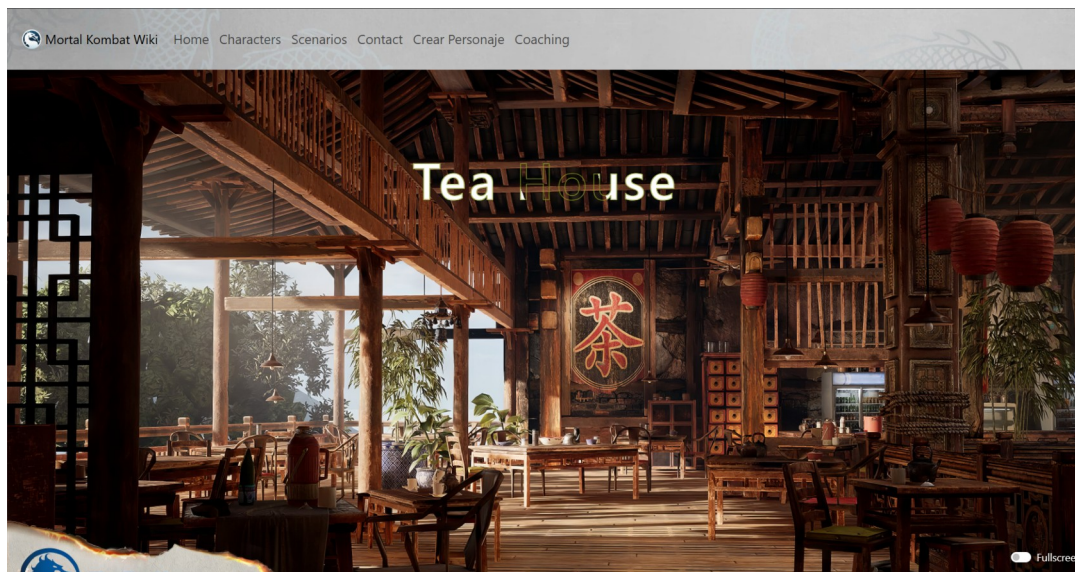 Mortal Kombat Wiki Home Characters Scenarios Contact Crear Personaje Coaching
Tea House
茶
Fullscree